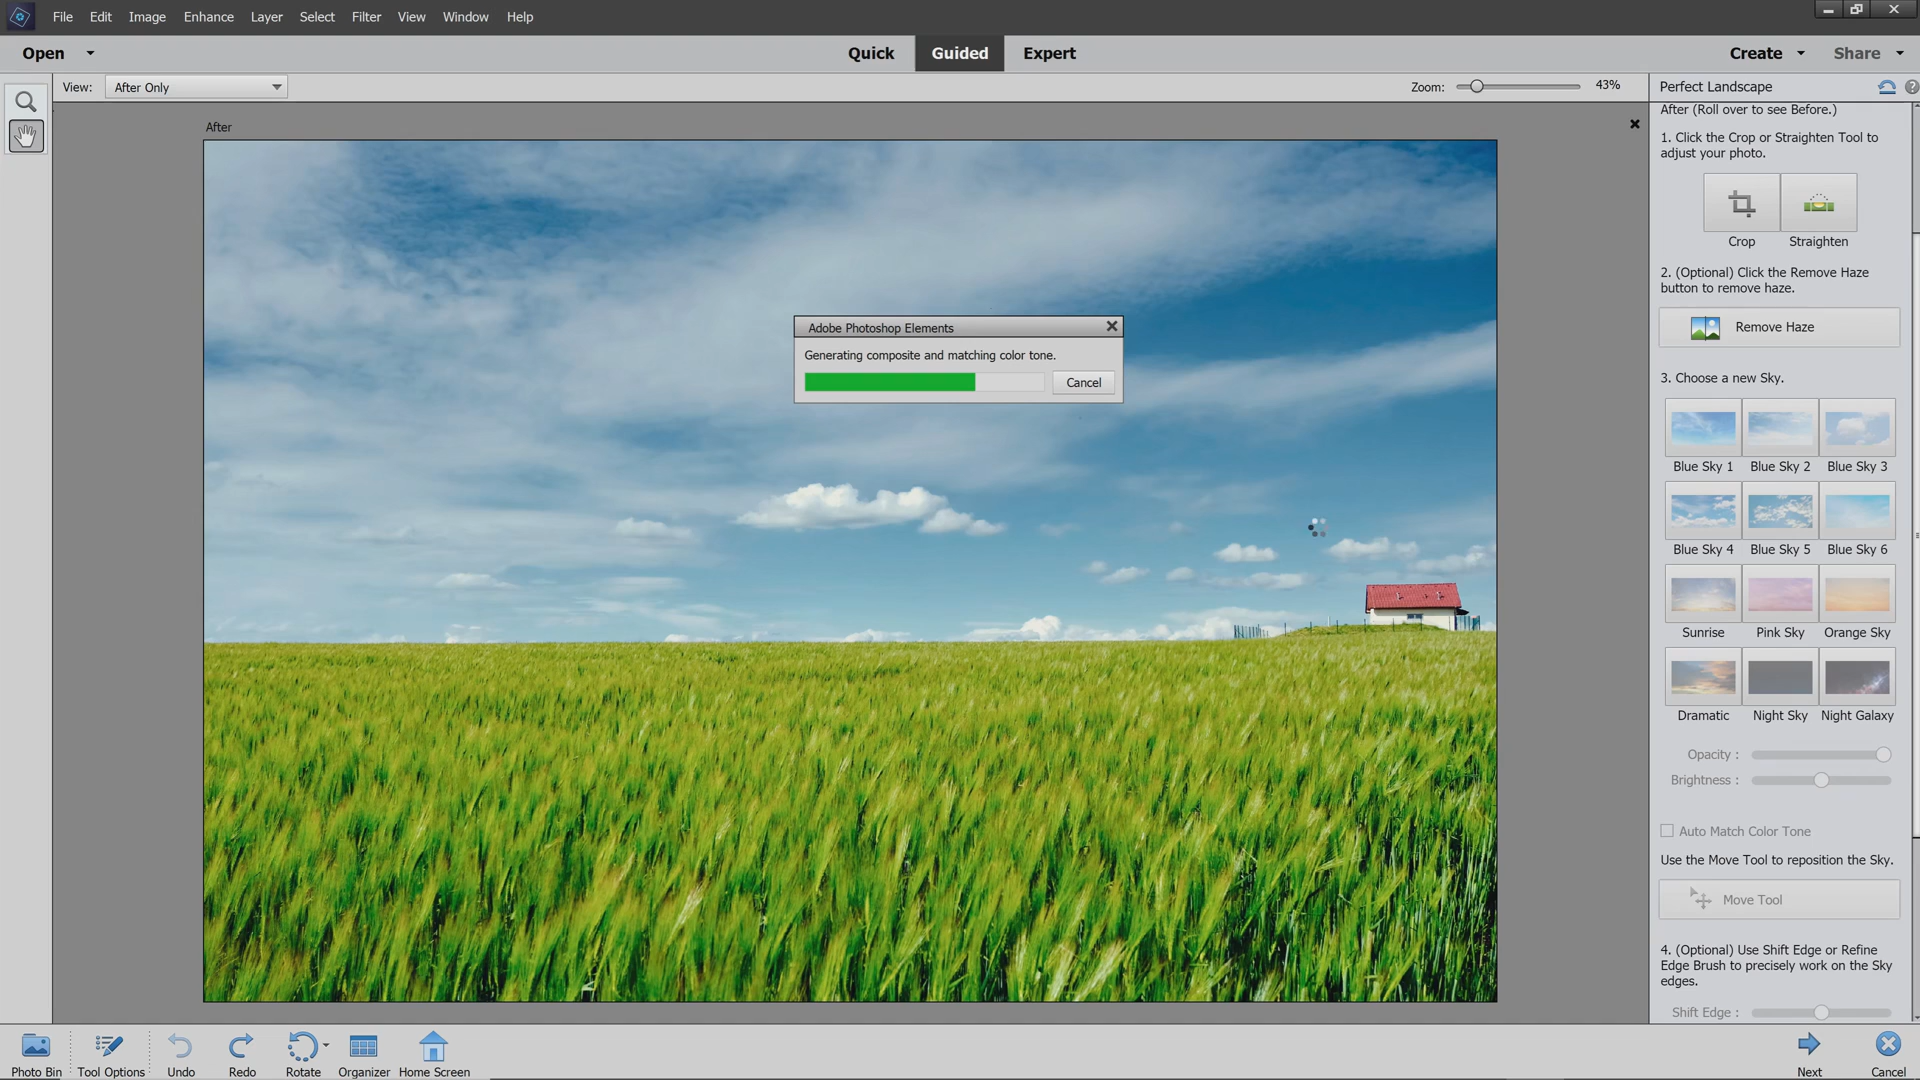 File Edit Image Enhance Layer Select Filter View Window Help
Open Quick Guided Expert Create Share
View: After Only Zoom: 43% Perfect Landscape ?
After
After (Roll over to see Before.)
1. Click the Crop or Straighten Tool to
adjust your photo.
Crop Straighten
2. (Optional) Click the Remove Haze
button to remove haze.
Remove Haze
Adobe Photoshop Elements
Generating composite and matching color tone.
Cancel
3. Choose a new Sky.
Blue Sky 1 Blue Sky 2 Blue Sky 3
Blue Sky 4 Blue Sky 5 Blue Sky 6
Sunrise Pink Sky Orange Sky
Dramatic Night Sky Night Galaxy
Opacity :
Brightness :
Auto Match Color Tone
Use the Move Tool to reposition the Sky.
Move Tool
4. (Optional) Use Shift Edge or Refine
Edge Brush to precisely work on the Sky
edges.
Shift Edge :
Photo Bin Tool Options Undo Redo Rotate Organizer Home Screen Next Cancel